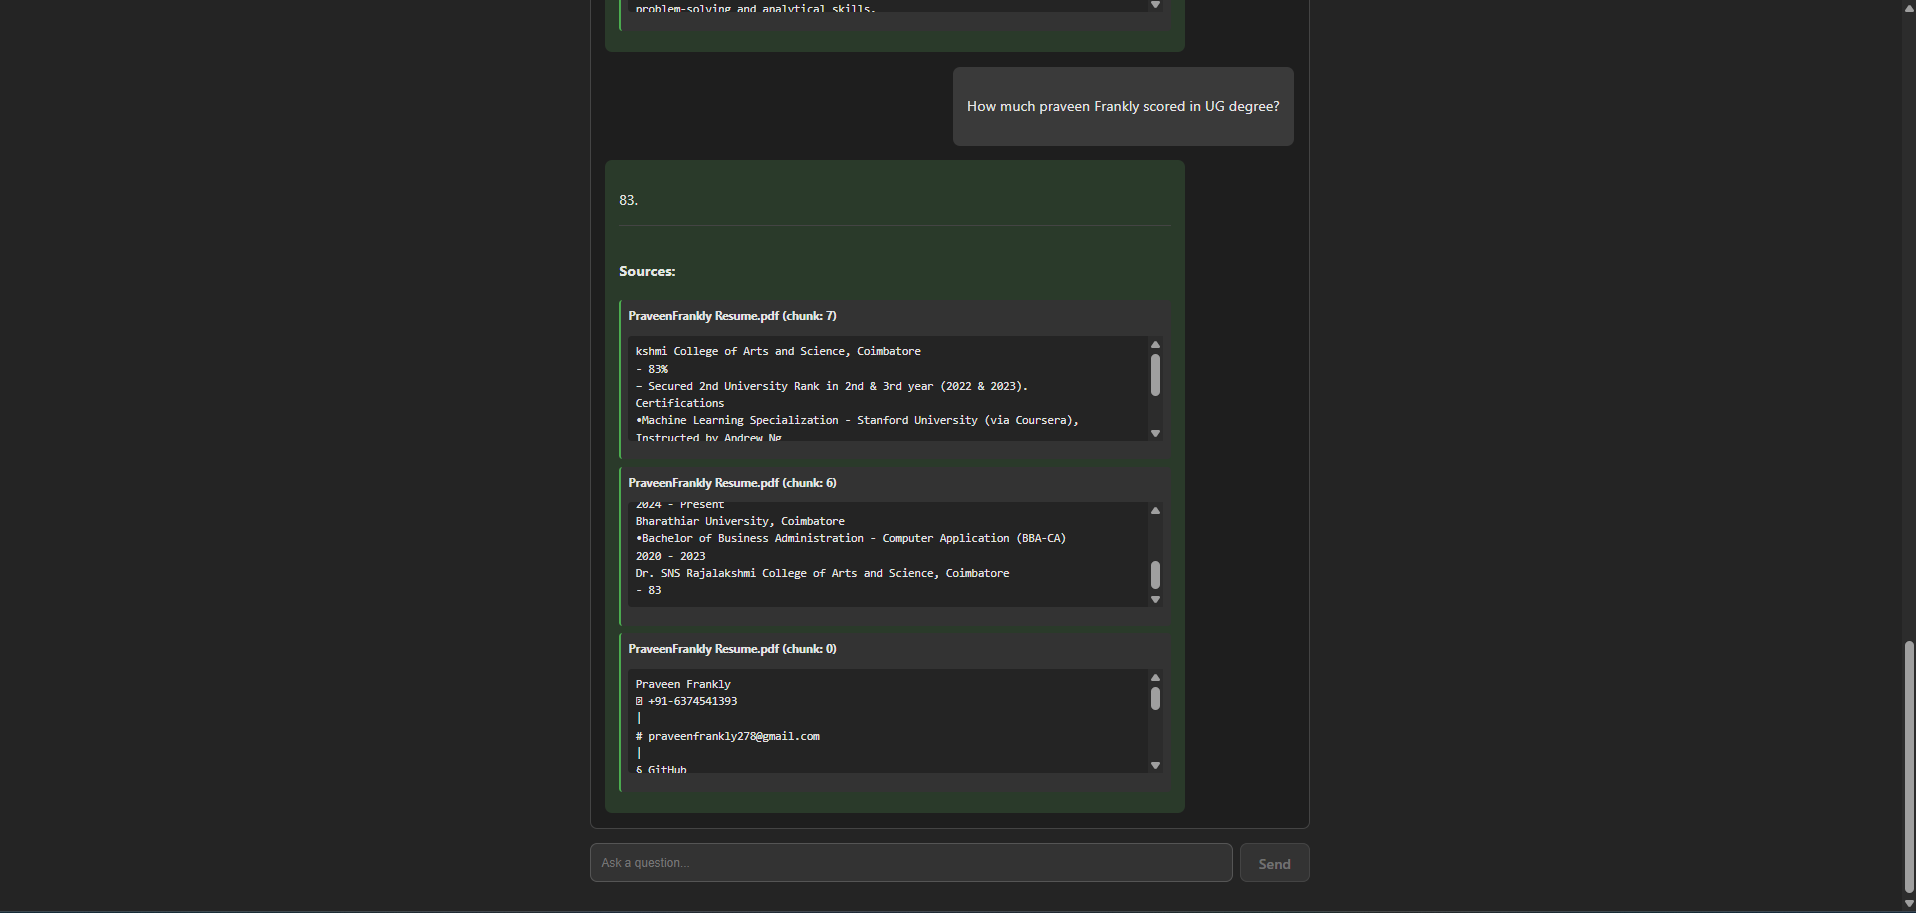 problem-solving and analytical skills.
How much praveen Frankly scored in UG degree?
83.
Sources:
PraveenFrankly Resume.pdf (chunk: 7)
kshmi College of Arts and Science, Coimbatore
- 83%
– Secured 2nd University Rank in 2nd & 3rd year (2022 & 2023).
Certifications
•Machine Learning Specialization - Stanford University (via Coursera),
Instructed by Andrew Ng
PraveenFrankly Resume.pdf (chunk: 6)
2024 - Present
Bharathiar University, Coimbatore
•Bachelor of Business Administration - Computer Application (BBA-CA)
2020 - 2023
Dr. SNS Rajalakshmi College of Arts and Science, Coimbatore
- 83
PraveenFrankly Resume.pdf (chunk: 0)
Praveen Frankly
+91-6374541393
|
# praveenfrankly278@gmail.com
|
§ GitHub
Ask a question...
Send